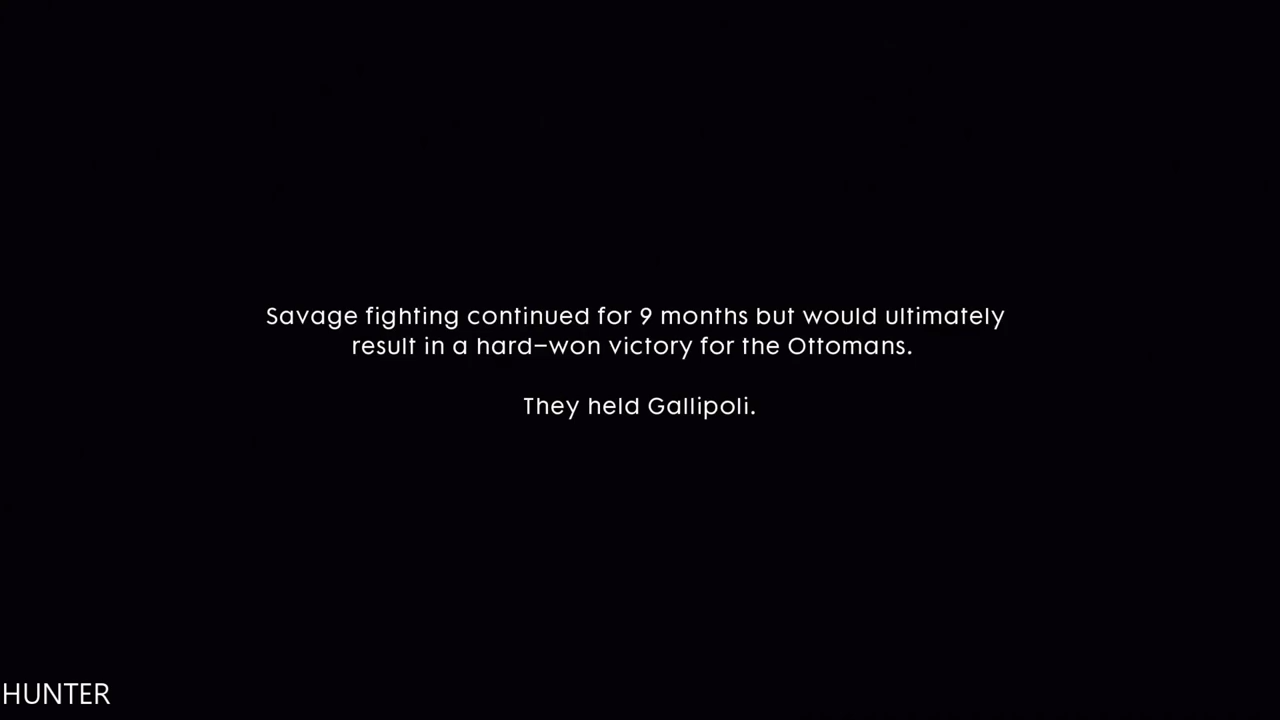 Savage fighting continued for 9 months but would ultimately
result in a hard–won victory for the Ottomans.
They held Gallipoli.
HUNTER